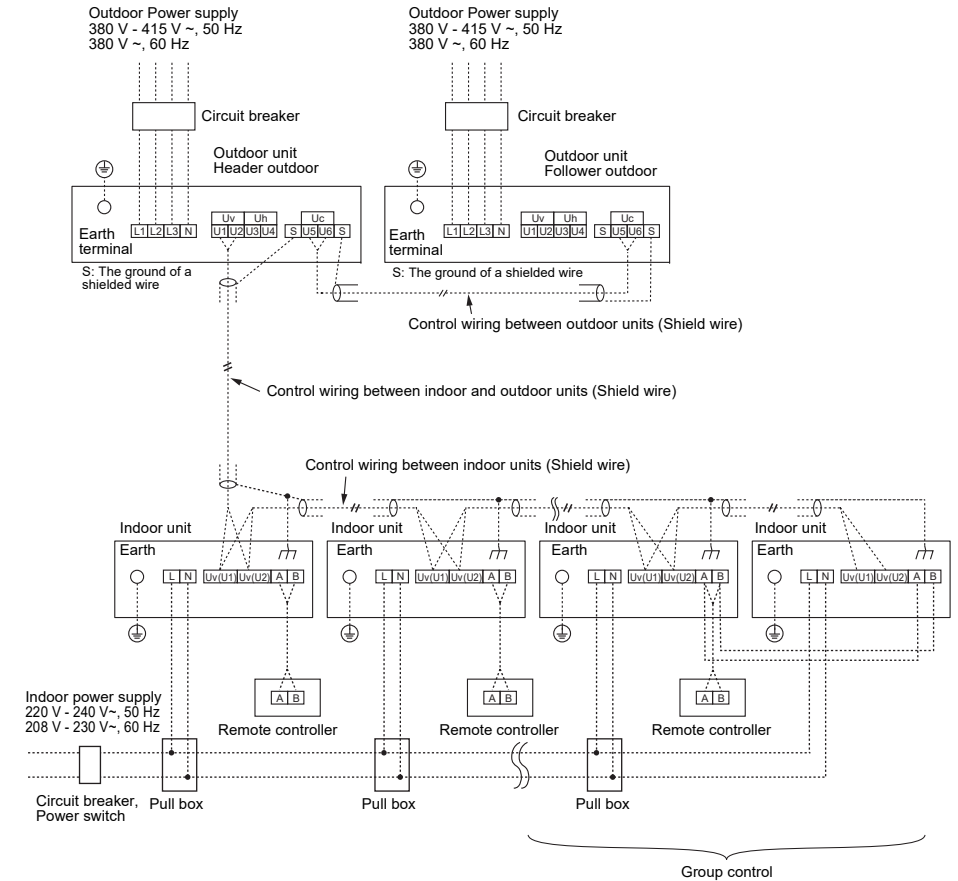 Outdoor Power supply
380 V - 415 V ~, 50 Hz
380 V ~, 60 Hz
Outdoor Power supply
380 V - 415 V ~, 50 Hz
380 V ~, 60 Hz
Circuit breaker
Circuit breaker
Outdoor unit
Header outdoor
Outdoor unit
Follower outdoor
Earth
terminal
L1 L2 L3 N
Uv Uh
U1 U2 U3 U4
Uc
S U5 U6 S
Earth
terminal
L1 L2 L3 N
Uv Uh
U1 U2 U3 U4
Uc
S U5 U6 S
S: The ground of a
shielded wire
S: The ground of a shielded wire
Control wiring between outdoor units (Shield wire)
Control wiring between indoor and outdoor units (Shield wire)
Control wiring between indoor units (Shield wire)
Indoor unit
Indoor unit
Indoor unit
Indoor unit
Earth
Earth
Earth
Earth
L N Uv(U1) Uv(U2) A B
L N Uv(U1) Uv(U2) A B
L N Uv(U1) Uv(U2) A B
L N Uv(U1) Uv(U2) A B
A B
A B
A B
Remote controller
Remote controller
Remote controller
Indoor power supply
220 V - 240 V~, 50 Hz
208 V - 230 V~, 60 Hz
Circuit breaker,
Power switch
Pull box
Pull box
Pull box
Group control